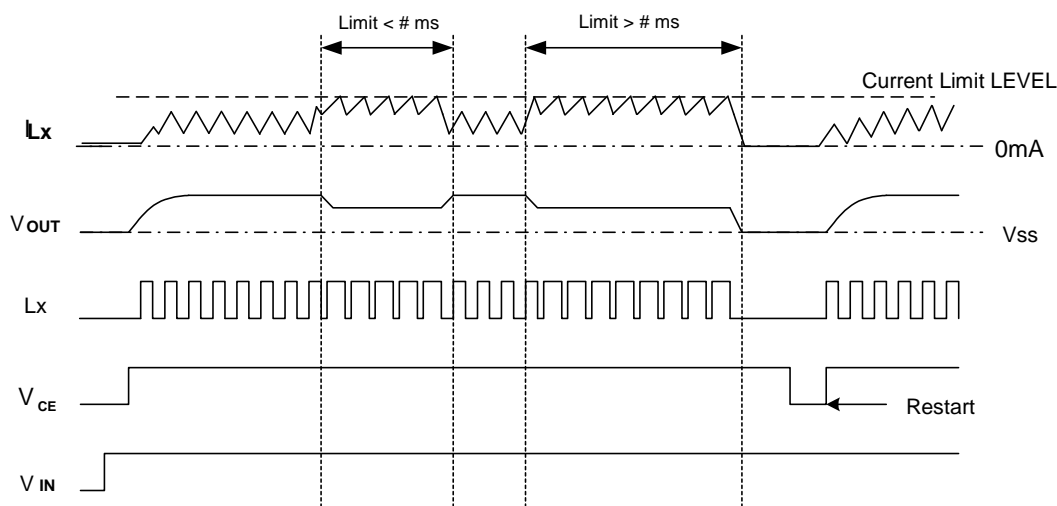 Limit < # ms
Limit > # ms
Current Limit LEVEL
ILx
0mA
VOUT
Vss
Lx
VCE
Restart
VIN